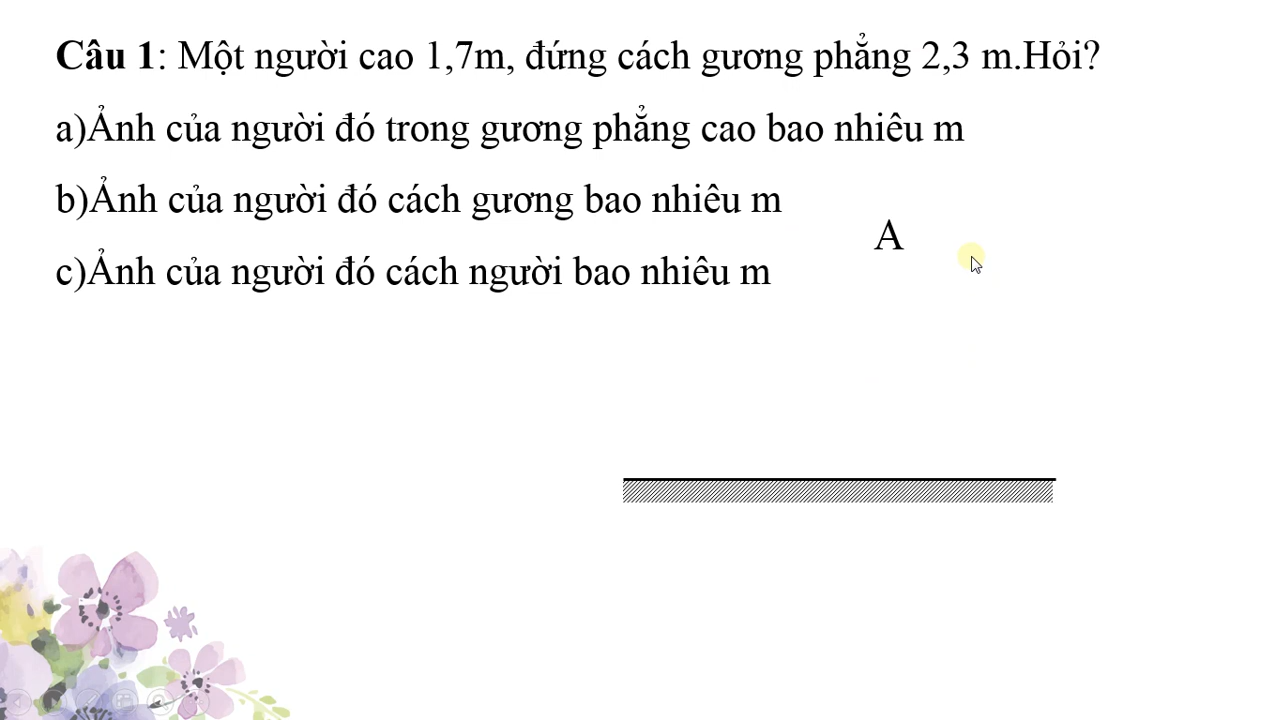 Câu 1: Một người cao 1,7m, đứng cách gương phẳng 2,3 m.Hỏi?
a)Ảnh của người đó trong gương phẳng cao bao nhiêu m
b)Ảnh của người đó cách gương bao nhiêu m
A
c)Ảnh của người đó cách người bao nhiêu m